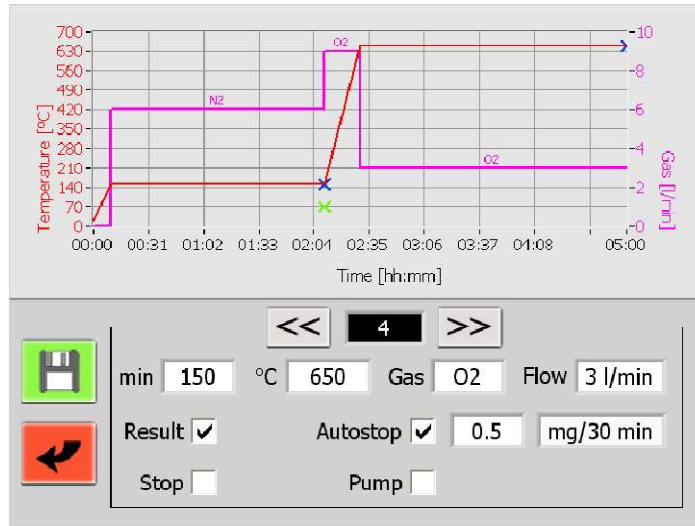 700 10
630
560 8
490
420 6
350
280 4
210
140 2
70
0 0
Temperature [ºC]
Gas [l/min]
N2
O2
O2
00:00 00:31 01:02 01:33 02:04 02:35 03:06 03:37 04:08 05:00
Time [hh:mm]
<< 4 >>
min 150 ºC 650 Gas O2 Flow 3 l/min
Result Autostop 0.5 mg/30 min
Stop Pump